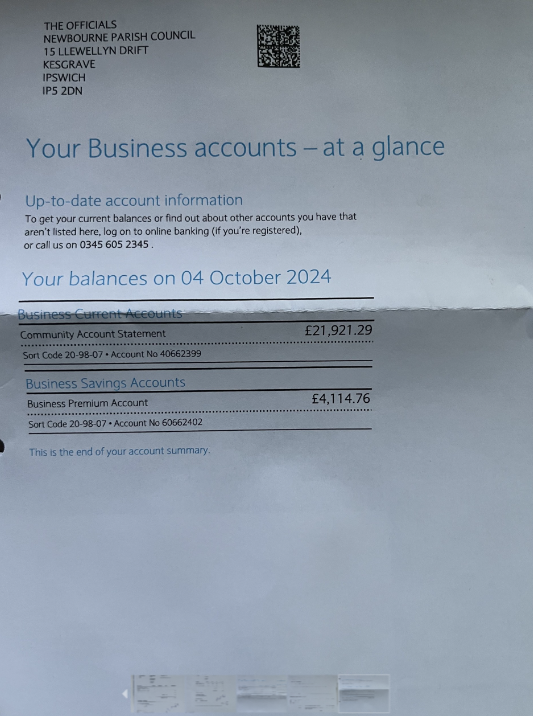 THE OFFICIALS
NEWBOURNE PARISH COUNCIL
15 LLEWELLYN DRIFT
KESGRAVE
IPSWICH
IP5 2DN
Your Business accounts – at a glance
Up-to-date account information
To get your current balances or find out about other accounts you have that
aren't listed here, log on to online banking (if you're registered),
or call us on 0345 605 2345 .
Your balances on 04 October 2024
Business Current Accounts
Community Account Statement £21,921.29
Sort Code 20-98-07 • Account No 40662399
Business Savings Accounts
Business Premium Account £4,114.76
Sort Code 20-98-07 • Account No 60662402
This is the end of your account summary.